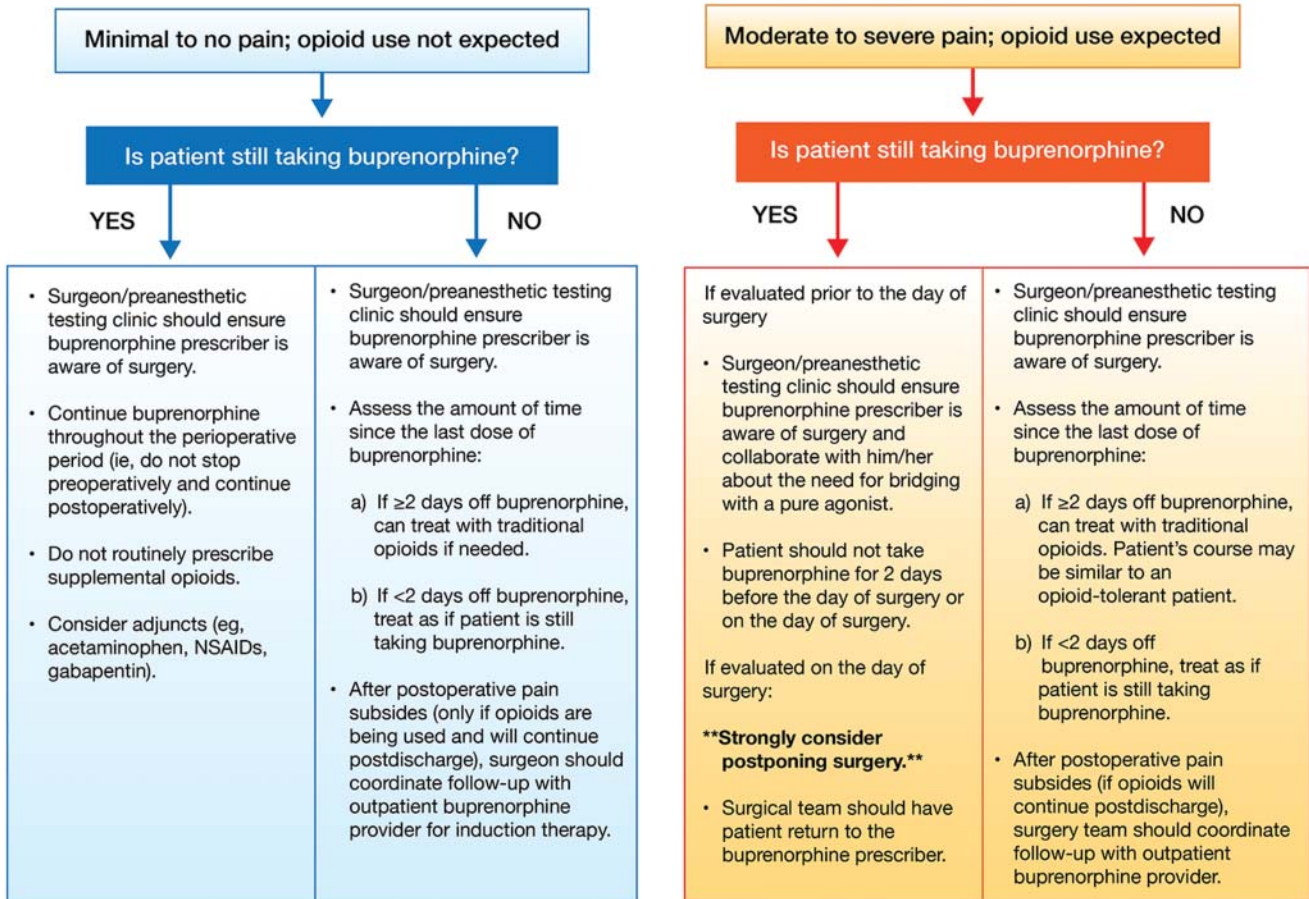 Minimal to no pain; opioid use not expected
Is patient still taking buprenorphine?
YES
NO
• Surgeon/preanesthetic
testing clinic should ensure
buprenorphine prescriber is
aware of surgery.
• Continue buprenorphine
throughout the perioperative
period (ie, do not stop
preoperatively and continue
postoperatively).
• Do not routinely prescribe
supplemental opioids.
• Consider adjuncts (eg,
acetaminophen, NSAIDs,
gabapentin).
• Surgeon/preanesthetic testing
clinic should ensure
buprenorphine prescriber is
aware of surgery.
• Assess the amount of time
since the last dose of
buprenorphine:
a) If ≥2 days off buprenorphine,
can treat with traditional
opioids if needed.
b) If <2 days off buprenorphine,
treat as if patient is still
taking buprenorphine.
• After postoperative pain
subsides (only if opioids are
being used and will continue
postdischarge), surgeon should
coordinate follow-up with
outpatient buprenorphine
provider for induction therapy.
Moderate to severe pain; opioid use expected
Is patient still taking buprenorphine?
YES
NO
If evaluated prior to the day of
surgery
• Surgeon/preanesthetic
testing clinic should ensure
buprenorphine prescriber is
aware of surgery and
collaborate with him/her
about the need for bridging
with a pure agonist.
• Patient should not take
buprenorphine for 2 days
before the day of surgery or
on the day of surgery.
If evaluated on the day of
surgery:
**Strongly consider
postponing surgery.**
• Surgical team should have
patient return to the
buprenorphine prescriber.
• Surgeon/preanesthetic testing
clinic should ensure
buprenorphine prescriber is
aware of surgery.
• Assess the amount of time
since the last dose of
buprenorphine:
a) If ≥2 days off buprenorphine,
can treat with traditional
opioids. Patient’s course may
be similar to an
opioid-tolerant patient.
b) If <2 days off
buprenorphine, treat as if
patient is still taking
buprenorphine.
• After postoperative pain
subsides (if opioids will
continue postdischarge),
surgery team should coordinate
follow-up with outpatient
buprenorphine provider.